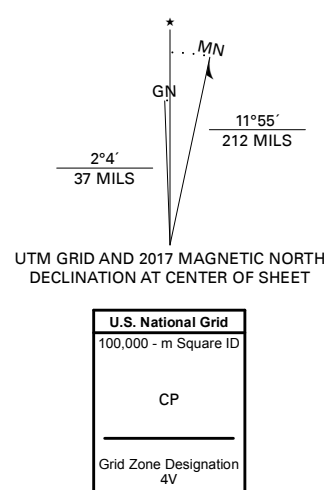 ★
MN
GN
11°55´
212 MILS
2°4´
37 MILS
UTM GRID AND 2017 MAGNETIC NORTH
DECLINATION AT CENTER OF SHEET
U.S. National Grid
100,000 - m Square ID
CP
Grid Zone Designation
4V